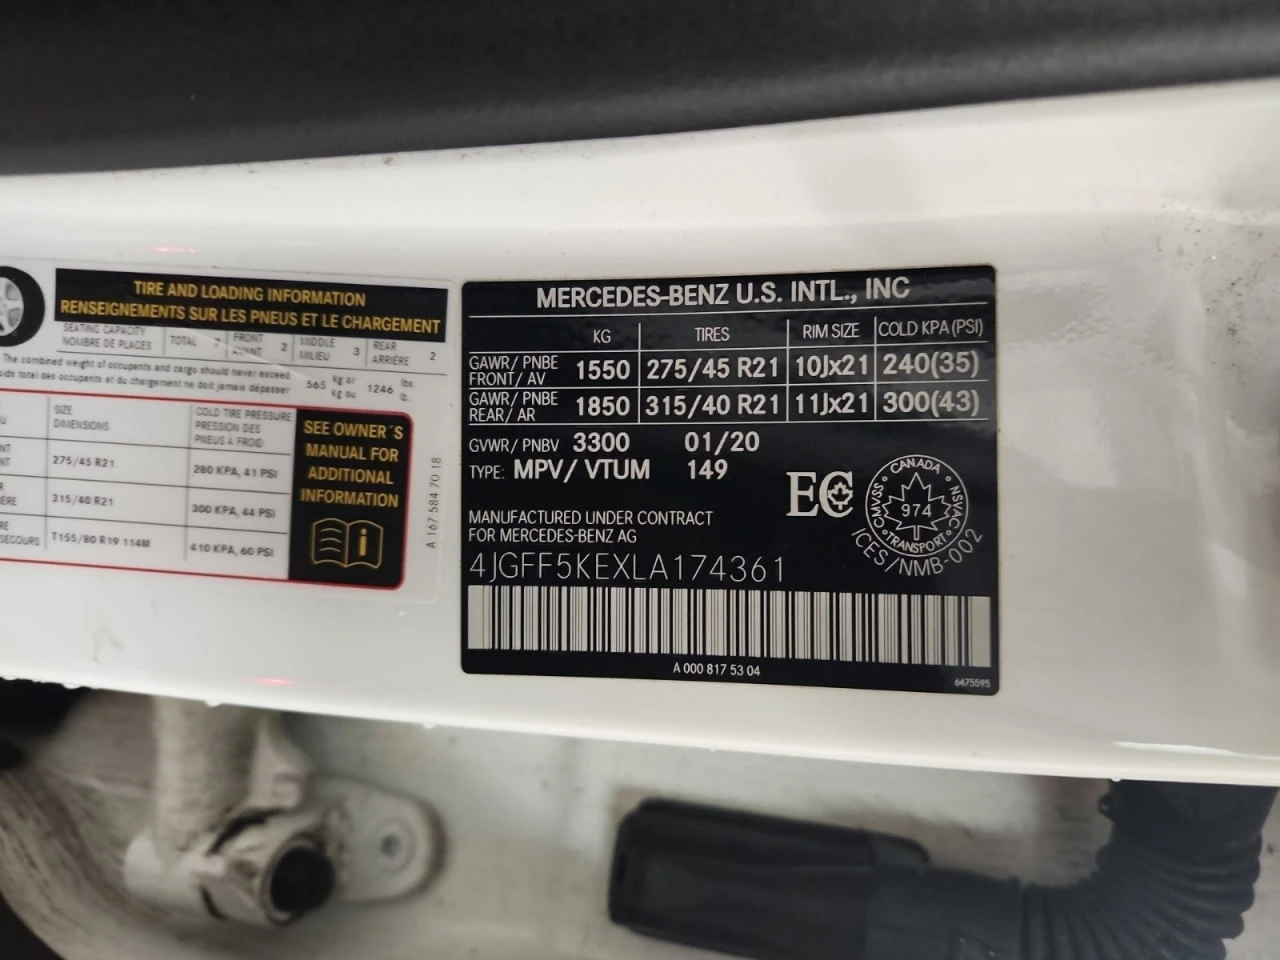 TIRE AND LOADING INFORMATION
RENSEIGNEMENTS SUR LES PNEUS ET LE CHARGEMENT
SEATING CAPACITY
NOMBRE DE PLACES
TOTAL 7
FRONT
AVANT 2
MIDDLE
MILIEU 3
REAR
ARRIÈRE 2
The combined weight of occupants and cargo should never exceed
total des occupants et du chargement ne doit jamais dépasser
565 kg or
kg ou
1246 lbs.
lb.
SIZE
DIMENSIONS
COLD TIRE PRESSURE
PRESSION DES
PNEUS À FROID
275/45 R21
280 KPA, 41 PSI
315/40 R21
300 KPA, 44 PSI
SECOURS
T155/80 R19 114M
410 KPA, 60 PSI
SEE OWNER´S
MANUAL FOR
ADDITIONAL
INFORMATION
i
A 167 584 70 18
MERCEDES-BENZ U.S. INTL., INC
KG TIRES RIM SIZE COLD KPA (PSI)
GAWR/ PNBE
FRONT/ AV 1550 275/45 R21 10Jx21 240(35)
GAWR/ PNBE
REAR/ AR 1850 315/40 R21 11Jx21 300(43)
GVWR/ PNBV 3300 01/20
TYPE: MPV/ VTUM 149
EC
CANADA
CMVSS
NSVAC
974
TRANSPORT
ICES/NMB-002
MANUFACTURED UNDER CONTRACT
FOR MERCEDES-BENZ AG
4JGFF5KEXLA174361
A 000 817 53 04
6475595